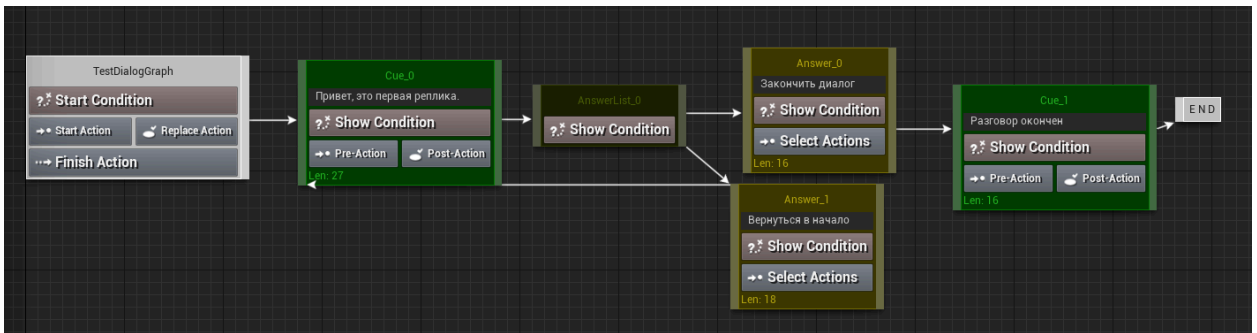 TestDialogGraph
Start Condition
Start Action
Replace Action
Finish Action
Cue_0
Привет, это первая реплика.
Show Condition
Pre-Action
Post-Action
Len: 27
AnswerList_0
Show Condition
Answer_0
Закончить диалог
Show Condition
Select Actions
Len: 16
Answer_1
Вернуться в начало
Show Condition
Select Actions
Len: 18
Cue_1
Разговор окончен
Show Condition
Pre-Action
Post-Action
Len: 16
END